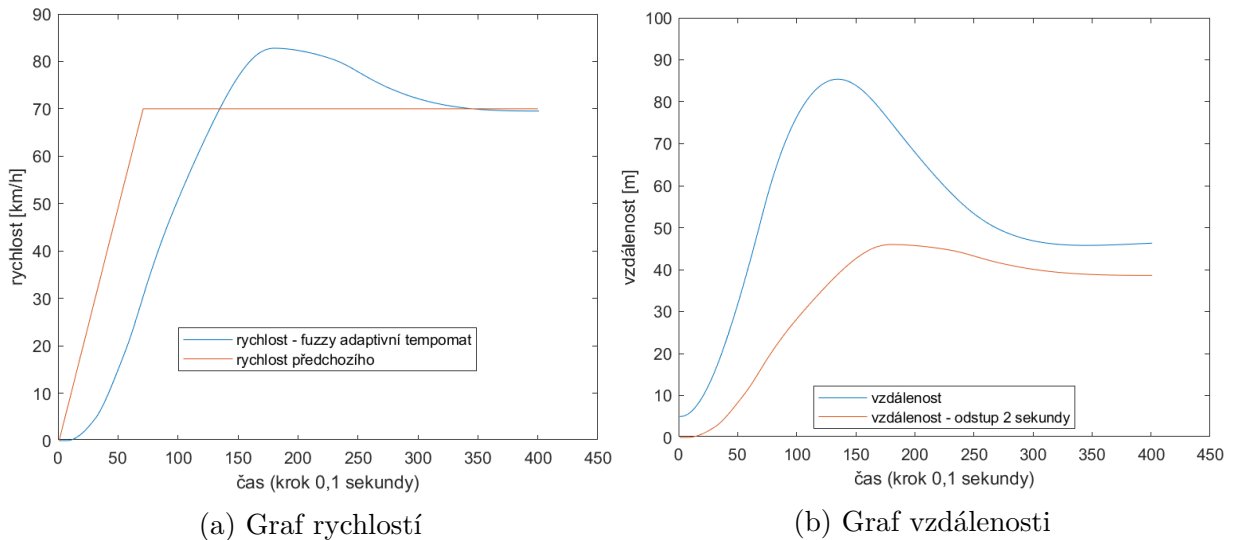 90
80
70
60
50
40
30
20
10
0
rychlost [km/h]
rychlost - fuzzy adaptivní tempomat
rychlost předchozího
0 50 100 150 200 250 300 350 400 450
čas (krok 0,1 sekundy)
(a) Graf rychlostí
100
90
80
70
60
50
40
30
20
10
0
vzdálenost [m]
vzdálenost
vzdálenost - odstup 2 sekundy
0 50 100 150 200 250 300 350 400 450
čas (krok 0,1 sekundy)
(b) Graf vzdálenosti